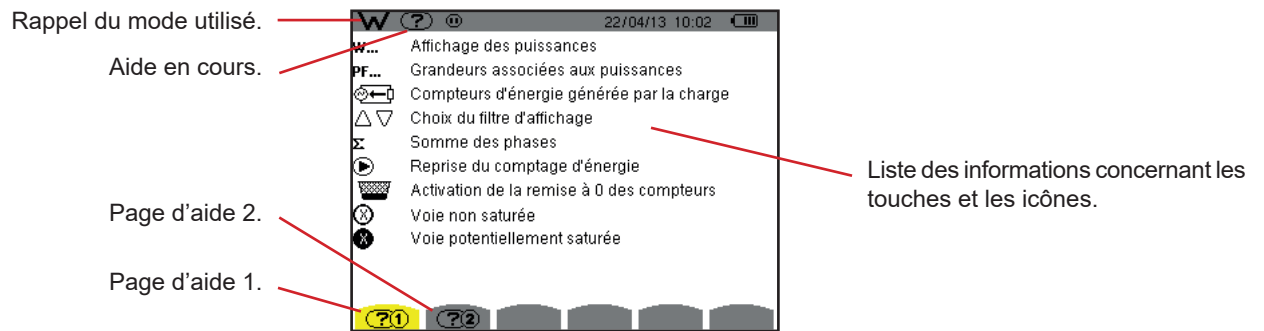 Rappel du mode utilisé.
Aide en cours.
Page d'aide 2.
Page d'aide 1.
W ? 22/04/13 10:02
W... Affichage des puissances
PF... Grandeurs associées aux puissances
Compteurs d'énergie générée par la charge
Choix du filtre d'affichage
Σ Somme des phases
Reprise du comptage d'énergie
Activation de la remise à 0 des compteurs
X Voie non saturée
X Voie potentiellement saturée
?1 ?2
Liste des informations concernant les
touches et les icônes.